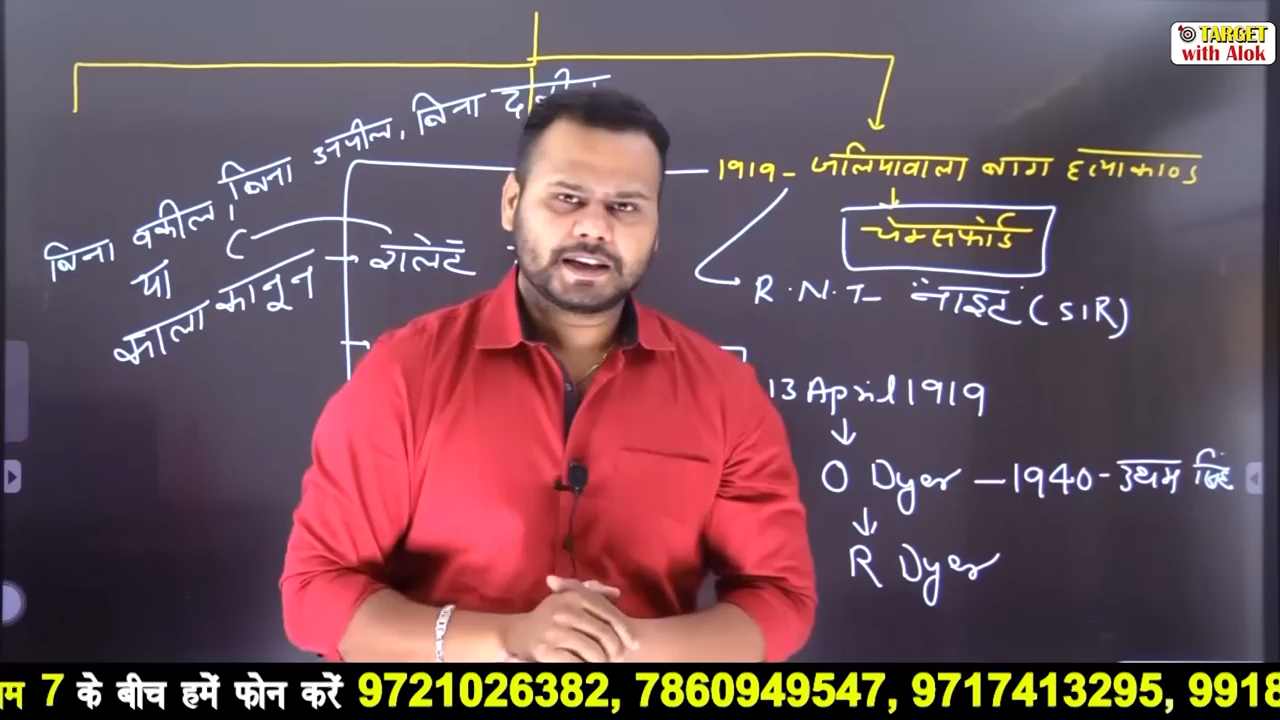 TARGET
with Alok
बिना वकील, बिना अपील, बिना
या
काला कानून
रौलेट
1919 - जलियावाला बाग हत्याकाण्ड
चेम्सफोर्ड
R.N.T- नाइट (SIR)
13 April 1919
O Dyer - 1940 - उधम सिंह
R Dyer
7 के बीच हमें फोन करें 9721026382, 7860949547, 9717413295, 9918